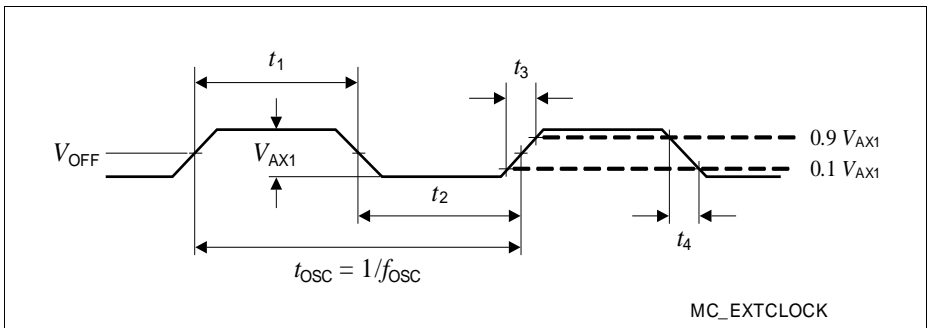 t1
t3
VOFF
VAX1
0.9 VAX1
0.1 VAX1
t2
t4
tOSC = 1/fOSC
MC_EXTCLOCK